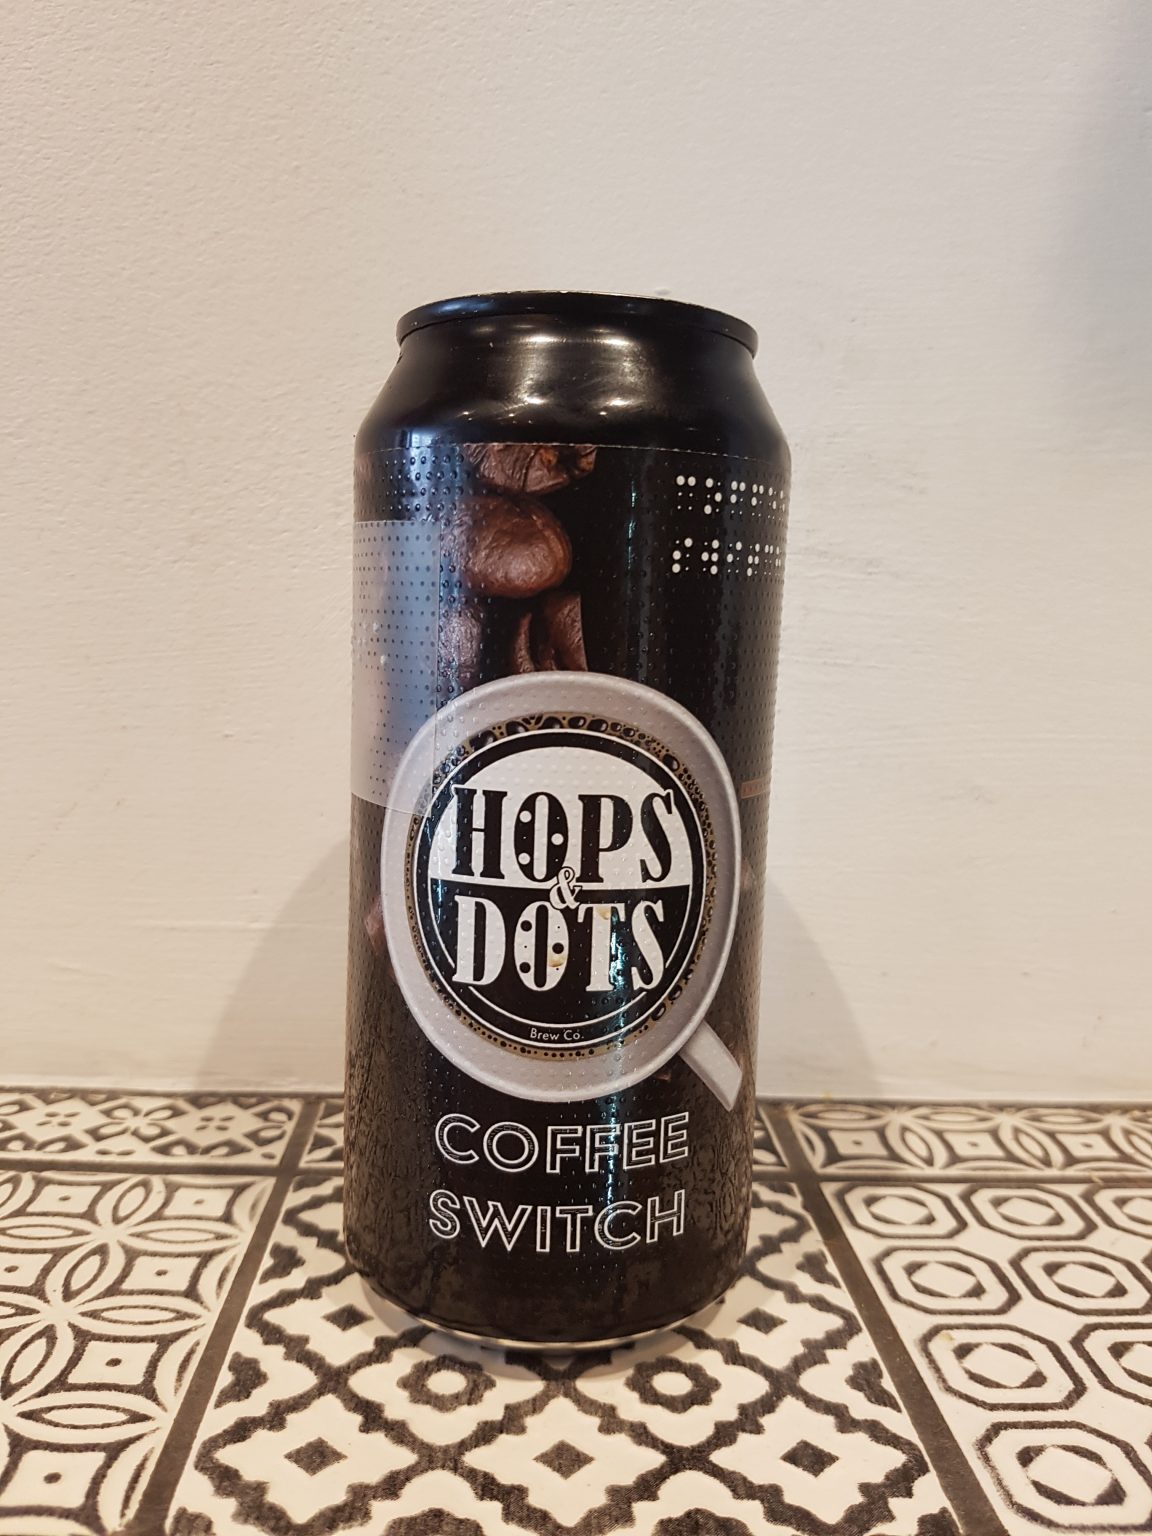 HOPS
&
DOTS
Brew Co.
COFFEE
SWITCH